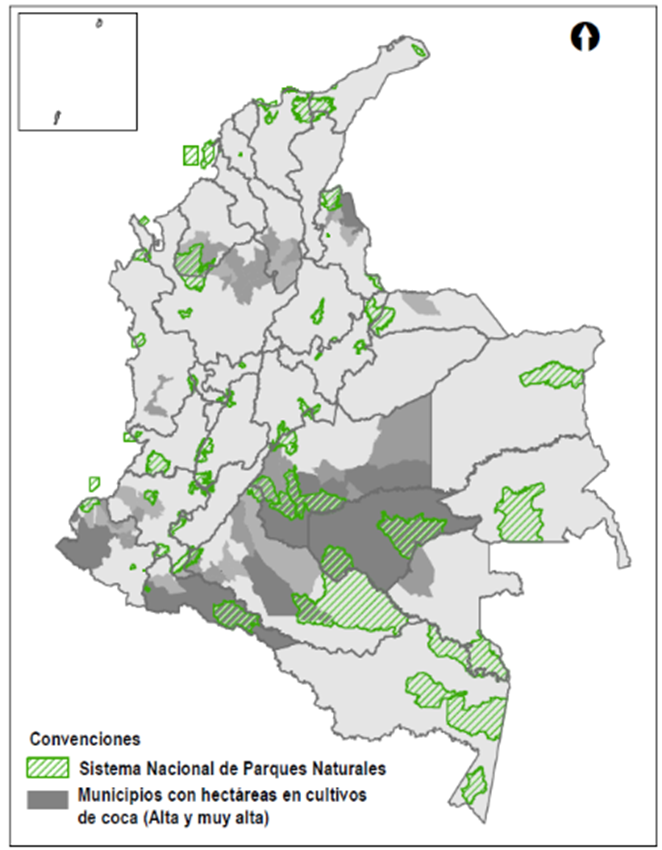 Convenciones
Sistema Nacional de Parques Naturales
Municipios con hectáreas en cultivos
de coca (Alta y muy alta)